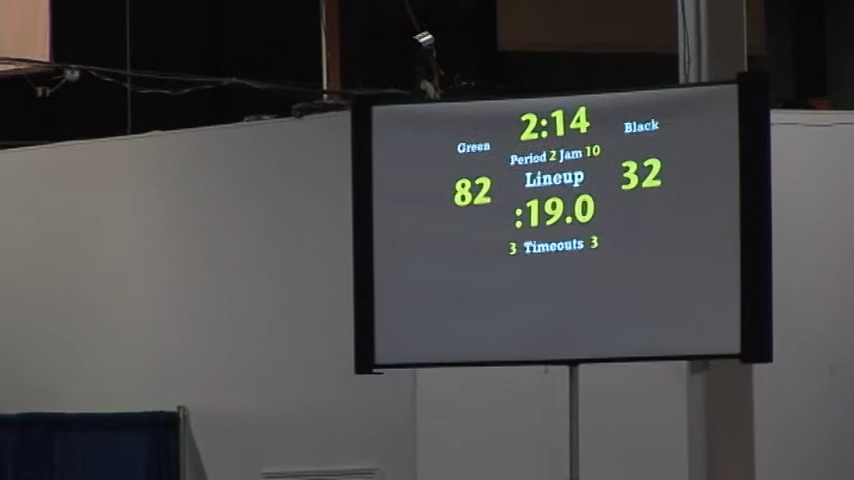 2:14
Green
Black
Period 2 Jam 10
82
Lineup
32
:19.0
3 Timeouts 3